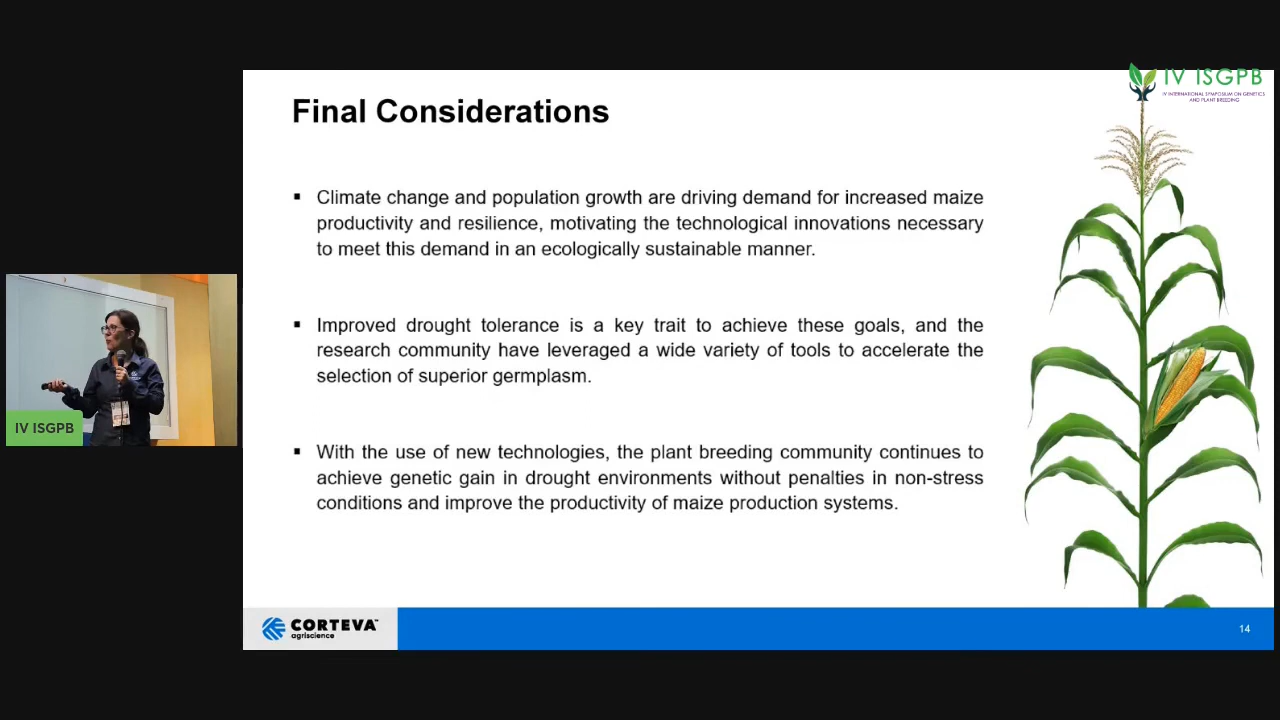 IV ISGPB
IV INTERNATIONAL SYMPOSIUM ON GENETICS
AND PLANT BREEDING
Final Considerations
▪ Climate change and population growth are driving demand for increased maize
productivity and resilience, motivating the technological innovations necessary
to meet this demand in an ecologically sustainable manner.
▪ Improved drought tolerance is a key trait to achieve these goals, and the
research community have leveraged a wide variety of tools to accelerate the
selection of superior germplasm.
▪ With the use of new technologies, the plant breeding community continues to
achieve genetic gain in drought environments without penalties in non-stress
conditions and improve the productivity of maize production systems.
IV ISGPB
CORTEVA™
agriscience
14